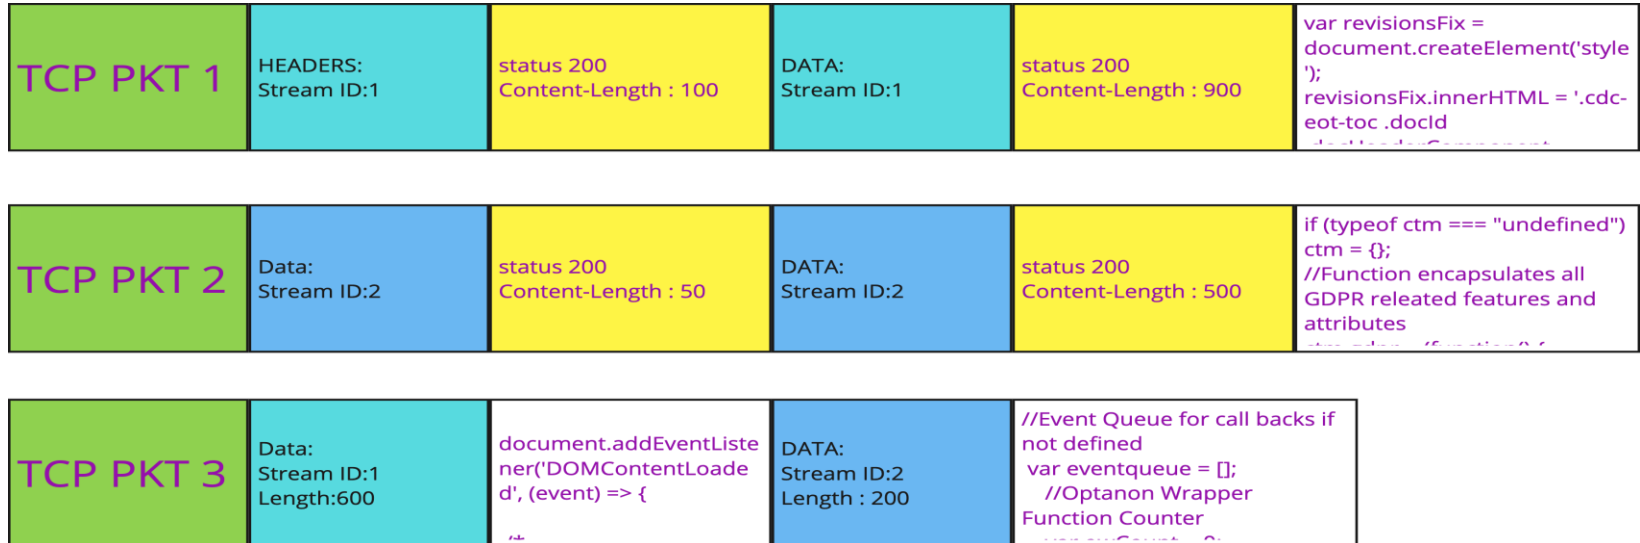 TCP PKT 1
HEADERS:
Stream ID:1
status 200
Content-Length : 100
DATA:
Stream ID:1
status 200
Content-Length : 900
var revisionsFix =
document.createElement('style
');
revisionsFix.innerHTML = '.cdc-
eot-toc .docId
TCP PKT 2
Data:
Stream ID:2
status 200
Content-Length : 50
DATA:
Stream ID:2
status 200
Content-Length : 500
if (typeof ctm === "undefined")
ctm = {};
//Function encapsulates all
GDPR releated features and
attributes
TCP PKT 3
Data:
Stream ID:1
Length:600
document.addEventListe
ner('DOMContentLoade
d', (event) => {
/*
DATA:
Stream ID:2
Length : 200
//Event Queue for call backs if
not defined
var eventqueue = [];
//Optanon Wrapper
Function Counter